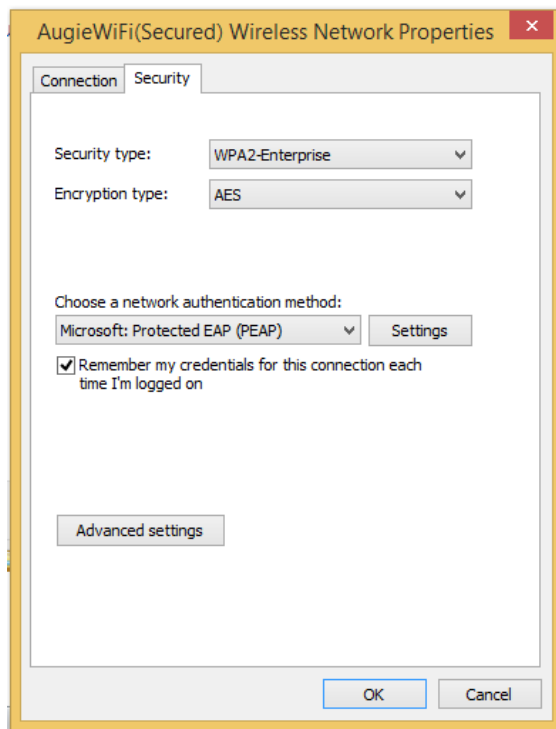 AugieWiFi(Secured) Wireless Network Properties
Connection
Security
Security type:
WPA2-Enterprise
Encryption type:
AES
Choose a network authentication method:
Microsoft: Protected EAP (PEAP)
Settings
Remember my credentials for this connection each
time I'm logged on
Advanced settings
OK
Cancel